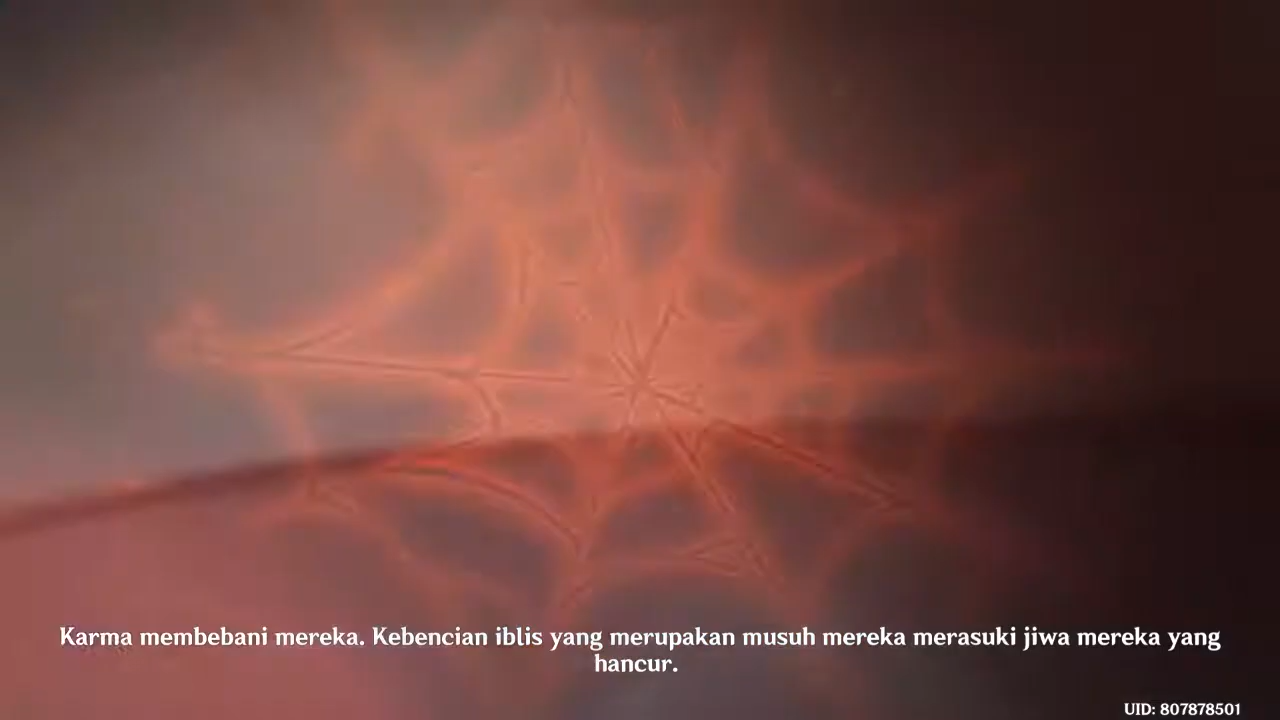 Karma membebani mereka. Kebencian iblis yang merupakan musuh mereka merasuki jiwa mereka yang
hancur.
UID: 807878501